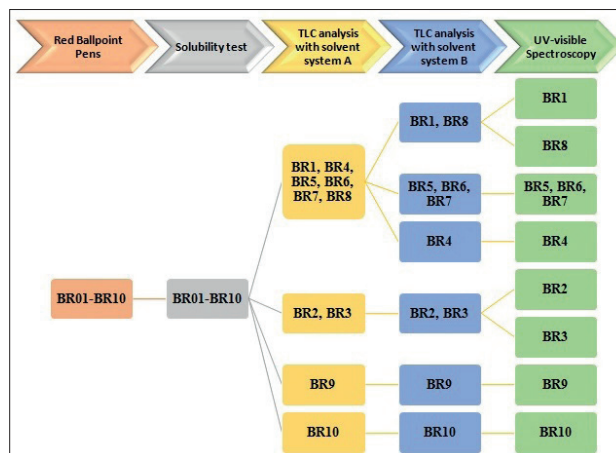 Red Ballpoint
Pens
Solubility test
TLC analysis
with solvent
system A
TLC analysis
with solvent
system B
UV-visible
Spectroscopy
BR01-BR10
BR01-BR10
BR1, BR4,
BR5, BR6,
BR7, BR8
BR2, BR3
BR9
BR10
BR1, BR8
BR5, BR6,
BR7
BR4
BR2, BR3
BR9
BR10
BR1
BR8
BR5, BR6,
BR7
BR4
BR2
BR3
BR9
BR10